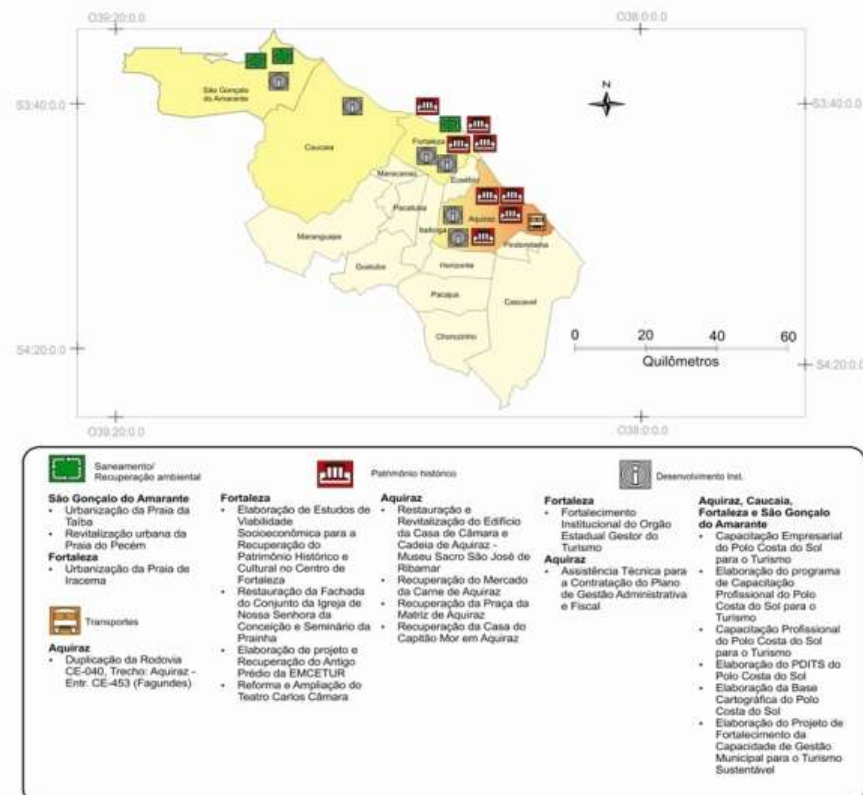 O39:20:0.0
O38:0:0.0
S3:40:0.0
S3:40:0.0
N
São Gonçalo
do Amarante
Caucaia
Fortaleza
Maracanaú
Eusébio
Pacatuba
Itaitinga
Aquiraz
Maranguape
Pindoretama
Guaiuba
Horizonte
Pacajus
Cascavel
Chorozinho
0 20 40 60
Quilômetros
S4:20:0.0
S4:20:0.0
O39:20:0.0
O38:0:0.0
Saneamento/
Recuperação ambiental
São Gonçalo do Amarante
• Urbanização da Praia da
Taíba
• Revitalização urbana da
Praia do Pecém
Fortaleza
• Urbanização da Praia de
Iracema
Transportes
Aquiraz
• Duplicação da Rodovia
CE-040, Trecho: Aquiraz -
Entr. CE-453 (Fagundes)
Patrimônio histórico
Fortaleza
• Elaboração de Estudos de
Viabilidade
Socioeconômica para a
Recuperação do
Patrimônio Histórico e
Cultural no Centro de
Fortaleza
• Restauração da Fachada
do Conjunto da Igreja de
Nossa Senhora da
Conceição e Seminário da
Prainha
• Elaboração de projeto e
Recuperação do Antigo
Prédio da EMCETUR
• Reforma e Ampliação do
Teatro Carlos Câmara
Aquiraz
• Restauração e
Revitalização do Edifício
da Casa de Câmara e
Cadeia de Aquiraz -
Museu Sacro São José de
Ribamar
• Recuperação do Mercado
da Carne de Aquiraz
• Recuperação da Praça da
Matriz de Aquiraz
• Recuperação da Casa do
Capitão Mor em Aquiraz
Desenvolvimento Inst.
Fortaleza
• Fortalecimento
Institucional do Orgão
Estadual Gestor do
Turismo
Aquiraz
• Assistência Técnica para
a Contratação do Plano
de Gestão Administrativa
e Fiscal
Aquiraz, Caucaia,
Fortaleza e São Gonçalo
do Amarante
• Capacitação Empresarial
do Polo Costa do Sol
para o Turismo
• Elaboração do programa
de Capacitação
Profissional do Polo
Costa do Sol para o
Turismo
• Capacitação Profissional
do Polo Costa do Sol
para o Turismo
• Elaboração do PDITS do
Polo Costa do Sol
• Elaboração da Base
Cartográfica do Polo
Costa do Sol
• Elaboração do Projeto de
Fortalecimento da
Capacidade de Gestão
Municipal para o Turismo
Sustentável